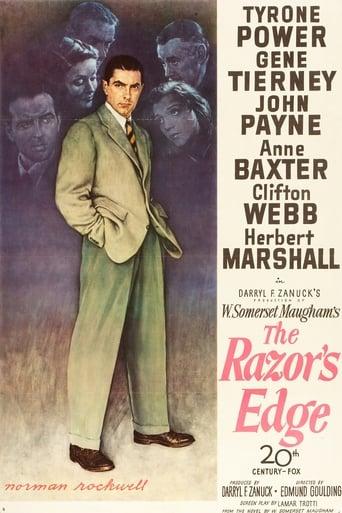 TYRONE
POWER
GENE
TIERNEY
JOHN
PAYNE
Anne
BAXTER
Clifton
WEBB
Herbert
MARSHALL
in
DARRYL F. ZANUCK'S
PRODUCTION OF
W. Somerset Maugham's
The
Razor's
Edge
20th
CENTURY-FOX
PRODUCED BY DIRECTED BY
DARRYL F. ZANUCK • EDMUND GOULDING
SCREEN PLAY BY LAMAR TROTTI
FROM THE NOVEL BY W. SOMERSET MAUGHAM
norman rockwell